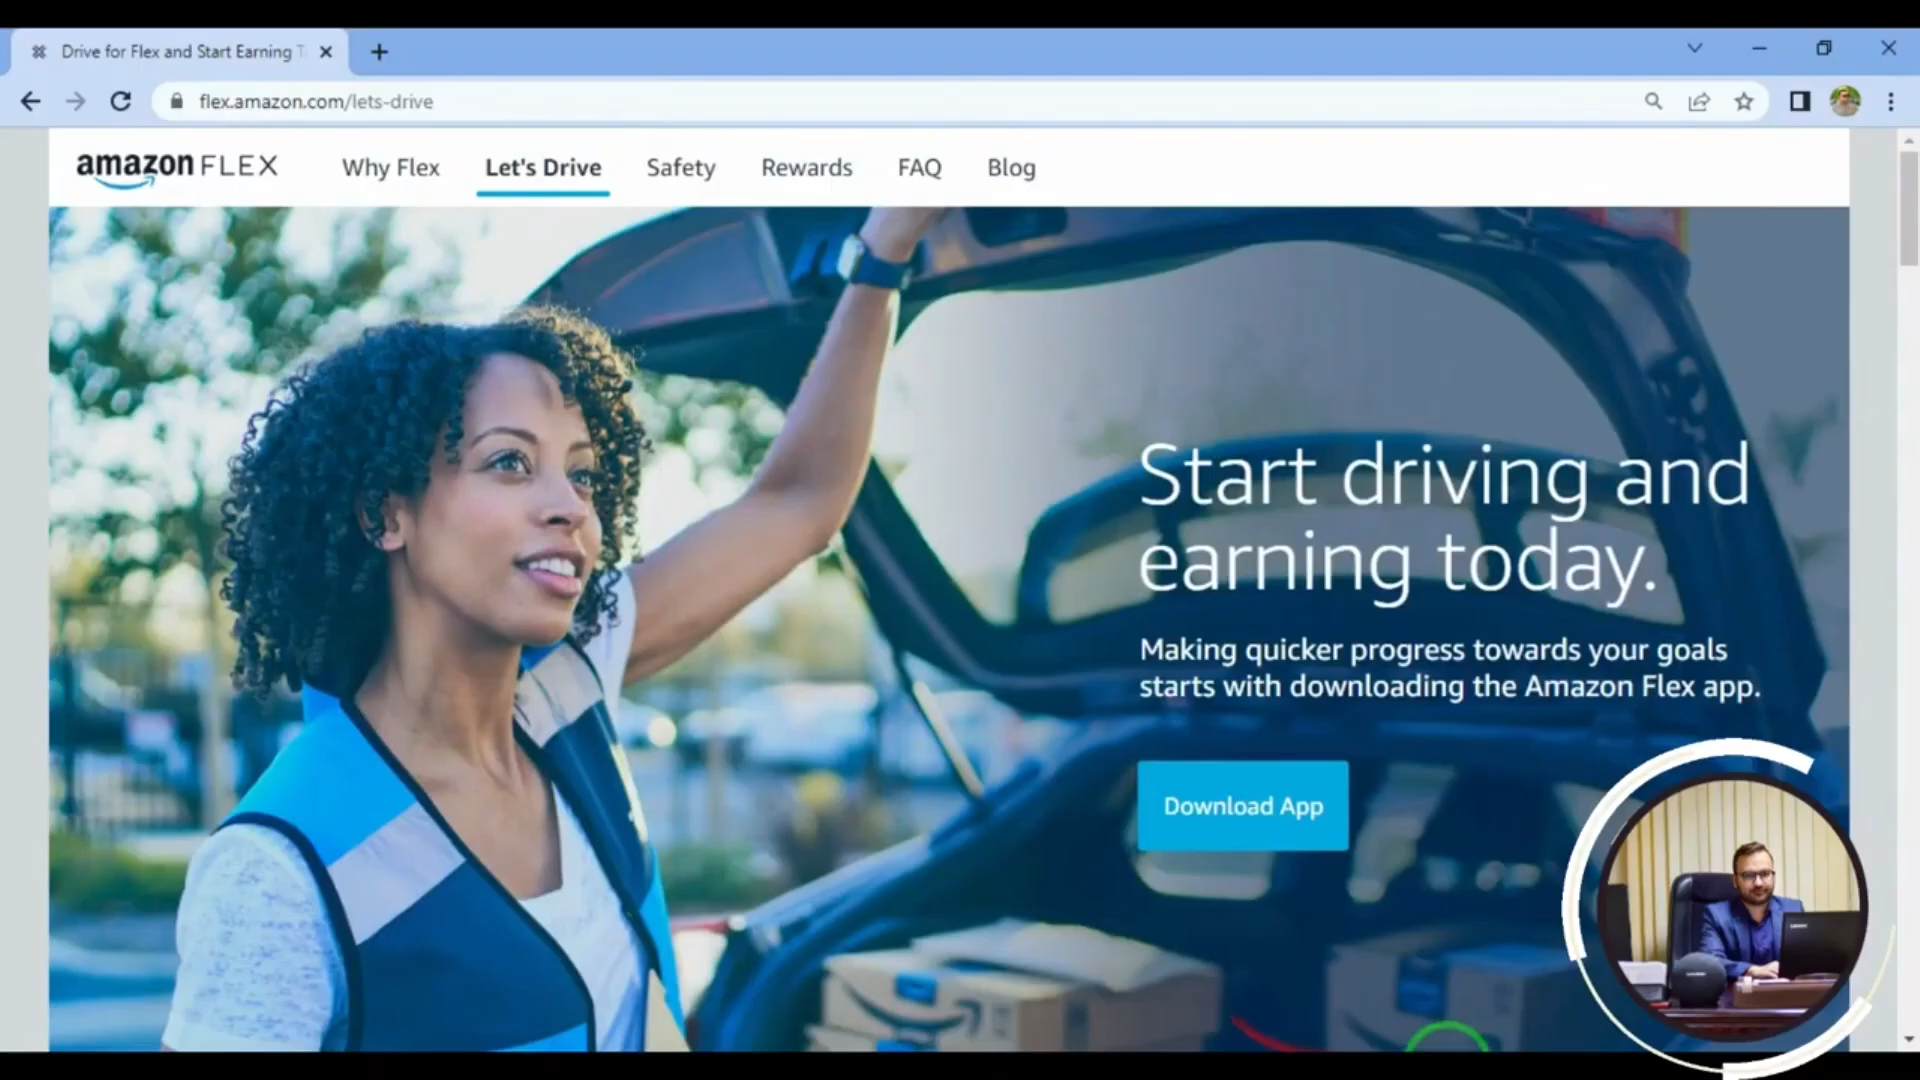 Drive for Flex and Start Earning T
flex.amazon.com/lets-drive
amazon FLEX
Why Flex
Let's Drive
Safety
Rewards
FAQ
Blog
Start driving and
earning today.
Making quicker progress towards your goals
starts with downloading the Amazon Flex app.
Download App